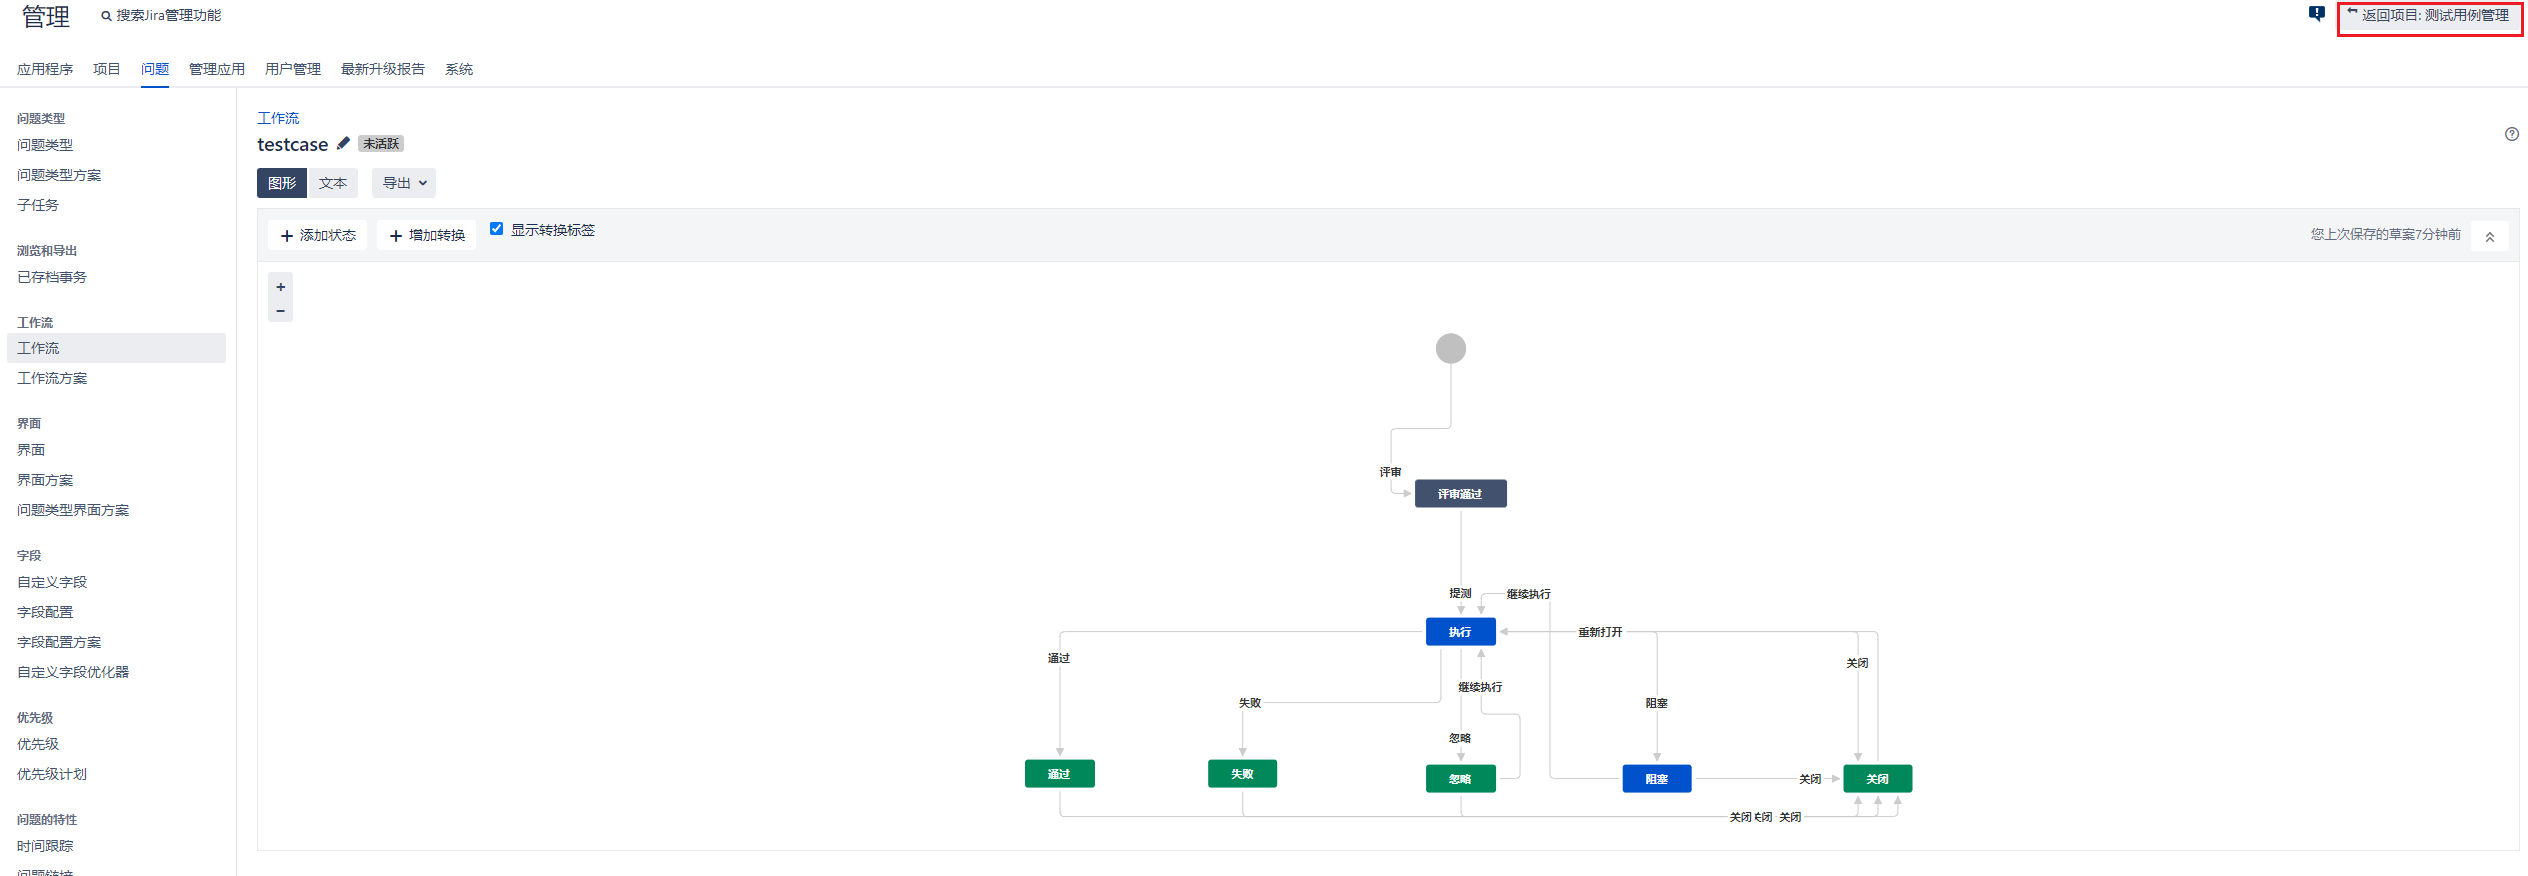 管理
搜索Jira管理功能
返回项目: 测试用例管理
应用程序
项目
问题
管理应用
用户管理
最新升级报告
系统
问题类型
问题类型
问题类型方案
子任务
浏览和导出
已存档事务
工作流
工作流
工作流方案
界面
界面
界面方案
问题类型界面方案
字段
自定义字段
字段配置
字段配置方案
自定义字段优化器
优先级
优先级
优先级计划
问题的特性
时间跟踪
问题链接
工作流
testcase
未活跃
图形
文本
导出
添加状态
增加转换
显示转换标签
您上次保存的草案7分钟前
评审
评审通过
提测
继续执行
执行
重新打开
通过
关闭
继续执行
失败
阻塞
忽略
通过
失败
忽略
阻塞
关闭
关闭
关闭
关闭
关闭